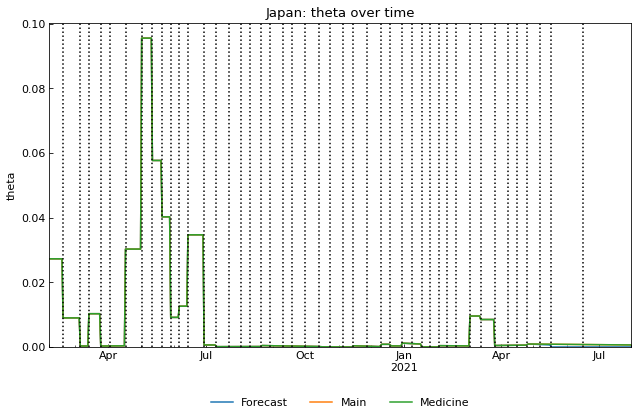 Japan: theta over time
0.10
0.08
0.06
0.04
0.02
0.00
theta
Apr Jul Oct Jan Apr Jul
2021
Forecast Main Medicine